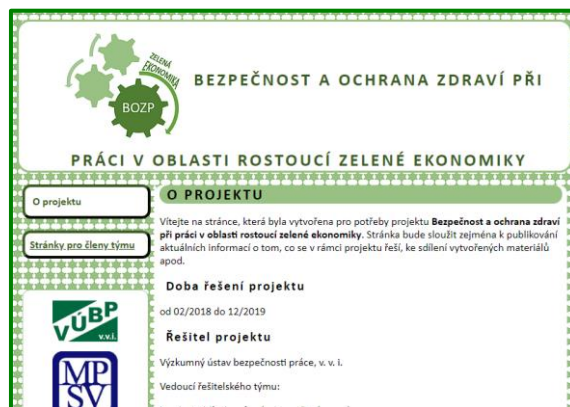 ZELENÁ
EKONOMIKA
BOZP
BEZPEČNOST A OCHRANA ZDRAVÍ PŘI
PRÁCI V OBLASTI ROSTOUCÍ ZELENÉ EKONOMIKY
O projektu
Stránky pro členy týmu
VÚBP
v.v.i.
MP
SV
O PROJEKTU
Vítejte na stránce, která byla vytvořena pro potřeby projektu Bezpečnost a ochrana zdraví
při práci v oblasti rostoucí zelené ekonomiky. Stránka bude sloužit zejména k publikování
aktuálních informací o tom, co se v rámci projektu řeší, ke sdílení vytvořených materiálů
apod.
Doba řešení projektu
od 02/2018 do 12/2019
Řešitel projektu
Výzkumný ústav bezpečnosti práce, v. v. i.
Vedoucí řešitelského týmu: